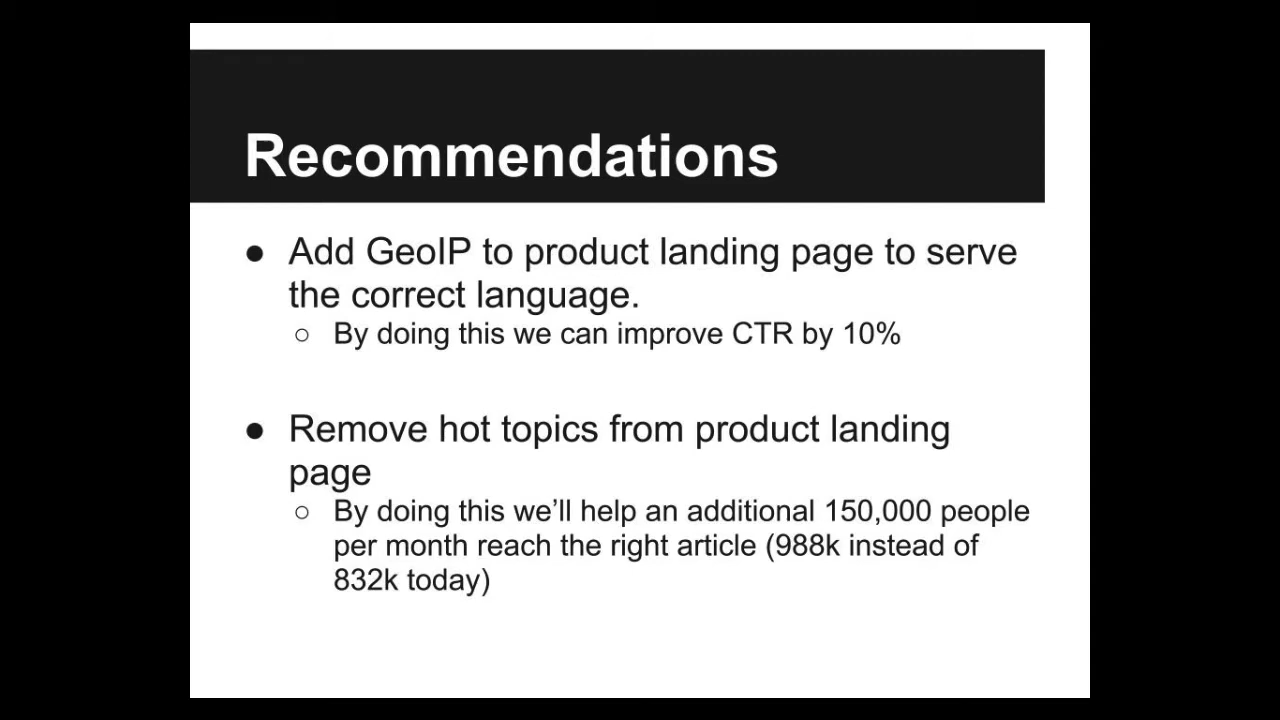 Recommendations
● Add GeoIP to product landing page to serve
the correct language.
○ By doing this we can improve CTR by 10%
● Remove hot topics from product landing
page
○ By doing this we’ll help an additional 150,000 people
per month reach the right article (988k instead of
832k today)